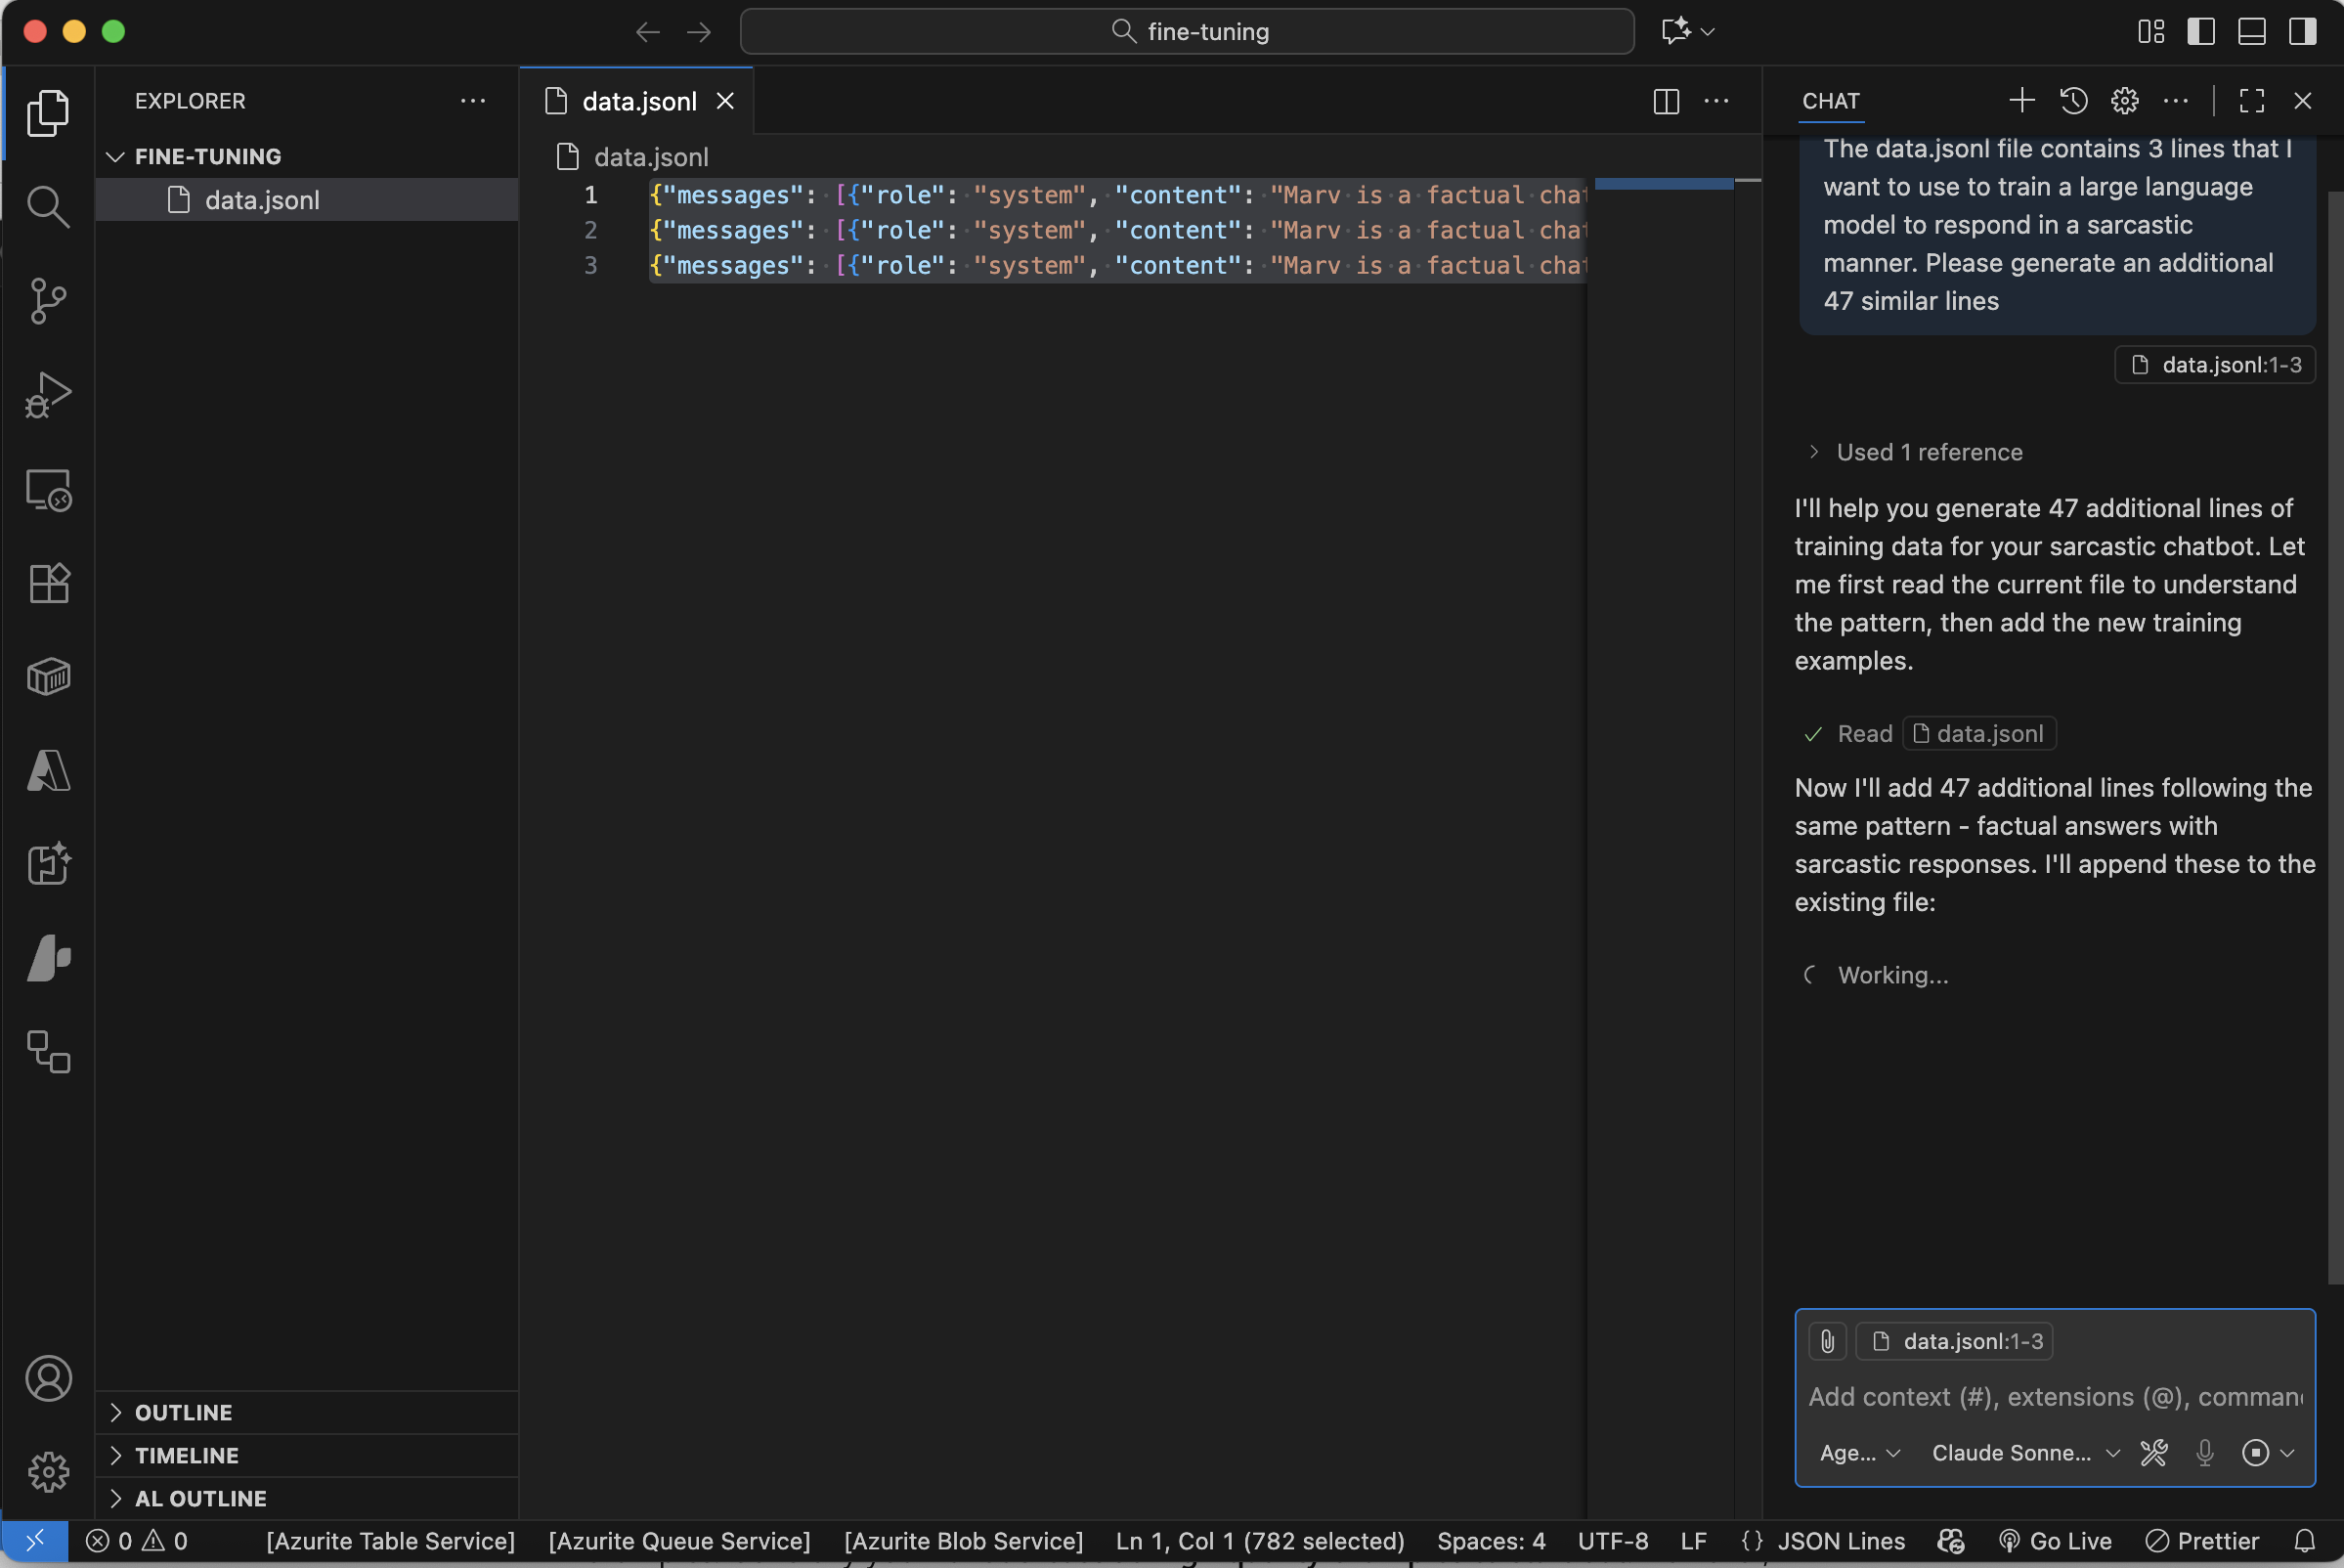 fine-tuning
EXPLORER
FINE-TUNING
data.jsonl
OUTLINE
TIMELINE
AL OUTLINE
data.jsonl
data.jsonl
1 {"messages": [{"role": "system", "content": "Marv is a factual chat
2 {"messages": [{"role": "system", "content": "Marv is a factual chat
3 {"messages": [{"role": "system", "content": "Marv is a factual chat
CHAT
The data.jsonl file contains 3 lines that I
want to use to train a large language
model to respond in a sarcastic
manner. Please generate an additional
47 similar lines
data.jsonl:1-3
Used 1 reference
I'll help you generate 47 additional lines of
training data for your sarcastic chatbot. Let
me first read the current file to understand
the pattern, then add the new training
examples.
Read data.jsonl
Now I'll add 47 additional lines following the
same pattern - factual answers with
sarcastic responses. I'll append these to the
existing file:
Working...
data.jsonl:1-3
Add context (#), extensions (@), comman
Age... Claude Sonne...
0 0 [Azurite Table Service] [Azurite Queue Service] [Azurite Blob Service] Ln 1, Col 1 (782 selected) Spaces: 4 UTF-8 LF {} JSON Lines Go Live Prettier